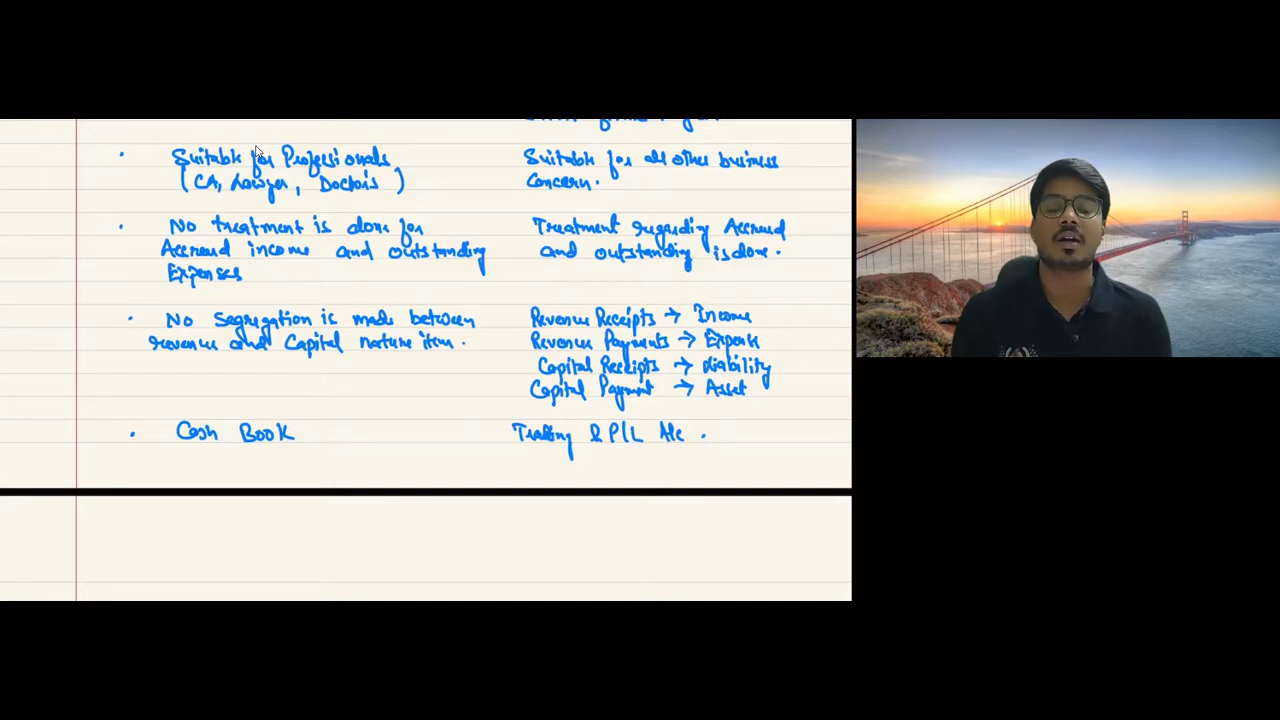 Suitable for Professionals
(CA, Lawyer, Doctors)
Suitable for all other business
Concern.
No treatment is done for
Accrued income and outstanding
Expenses
Treatment regarding Accrued
and outstanding is done.
No segregation is made between
revenue and Capital nature item.
Revenue Receipts → Income
Revenue Payments → Expense
Capital Receipts → Liability
Capital Payment → Asset
Cash Book
Trading & P/L A/c.